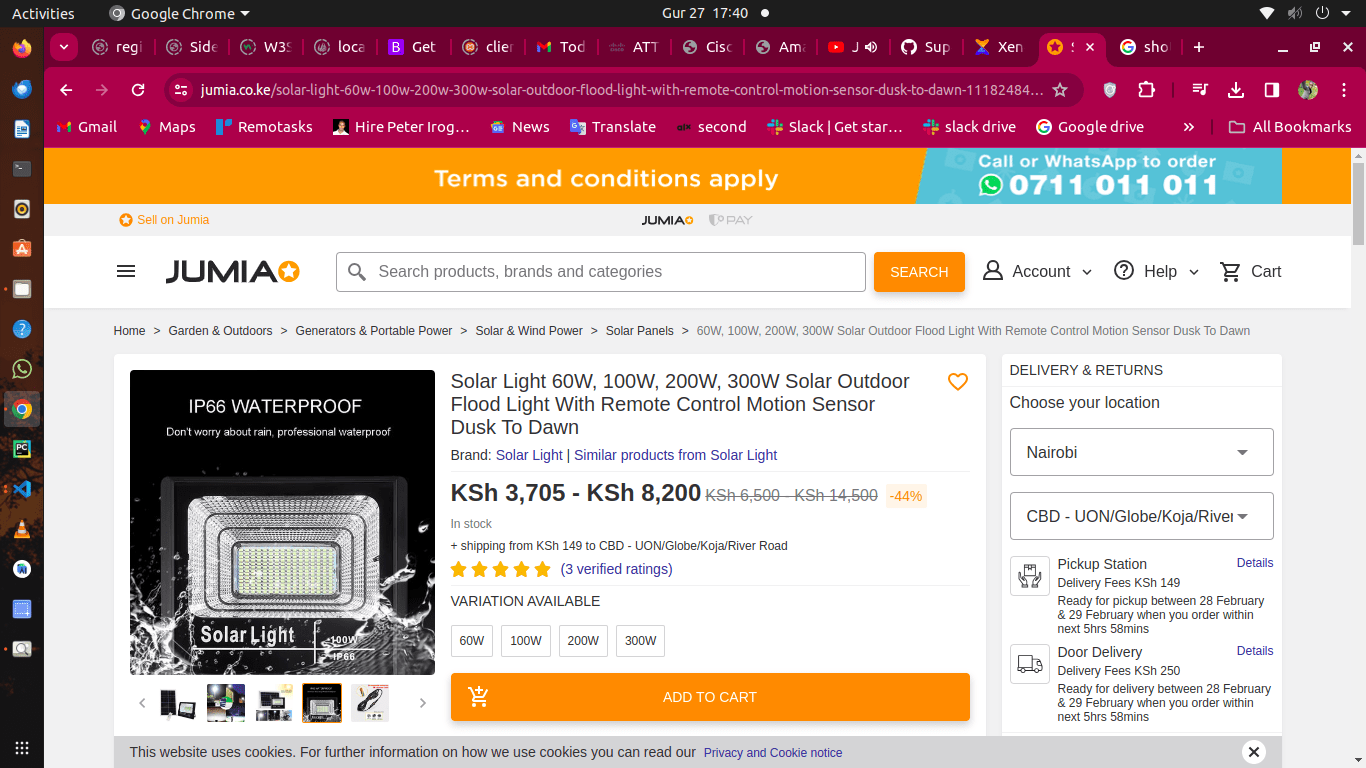 Activities
Google Chrome
Gur 27 17:40
regi
Side
W3S
loca
Get
clier
Tod
ATT
Cisc
Ama
J
Sup
Xen
S
sho
jumia.co.ke/solar-light-60w-100w-200w-300w-solar-outdoor-flood-light-with-remote-control-motion-sensor-dusk-to-dawn-11182484…
Gmail
Maps
Remotasks
Hire Peter Irog…
News
Translate
second
Slack | Get star…
slack drive
Google drive
»
All Bookmarks
Terms and conditions apply
Call or WhatsApp to order
0711 011 011
Sell on Jumia
JUMIA
PAY
JUMIA
Search products, brands and categories
SEARCH
Account
Help
Cart
Home > Garden & Outdoors > Generators & Portable Power > Solar & Wind Power > Solar Panels > 60W, 100W, 200W, 300W Solar Outdoor Flood Light With Remote Control Motion Sensor Dusk To Dawn
IP66 WATERPROOF
Don't worry about rain, professional waterproof
Solar Light
100W
IP66
Solar Light 60W, 100W, 200W, 300W Solar Outdoor
Flood Light With Remote Control Motion Sensor
Dusk To Dawn
Brand: Solar Light | Similar products from Solar Light
KSh 3,705 - KSh 8,200 KSh 6,500 - KSh 14,500 -44%
In stock
+ shipping from KSh 149 to CBD - UON/Globe/Koja/River Road
(3 verified ratings)
VARIATION AVAILABLE
60W
100W
200W
300W
ADD TO CART
DELIVERY & RETURNS
Choose your location
Nairobi
CBD - UON/Globe/Koja/River
Pickup Station
Details
Delivery Fees KSh 149
Ready for pickup between 28 February
& 29 February when you order within
next 5hrs 58mins
Door Delivery
Details
Delivery Fees KSh 250
Ready for delivery between 28 February
& 29 February when you order within
next 5hrs 58mins
This website uses cookies. For further information on how we use cookies you can read our Privacy and Cookie notice